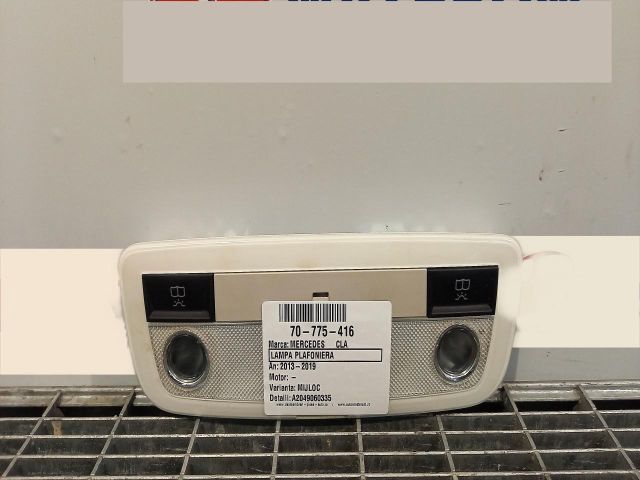 70-775-416
Marca: MERCEDES CLA
LAMPA PLAFONIERA
An: 2013-2019
Motor: -
Varianta: MIJLOC
Detalii: A2049060335